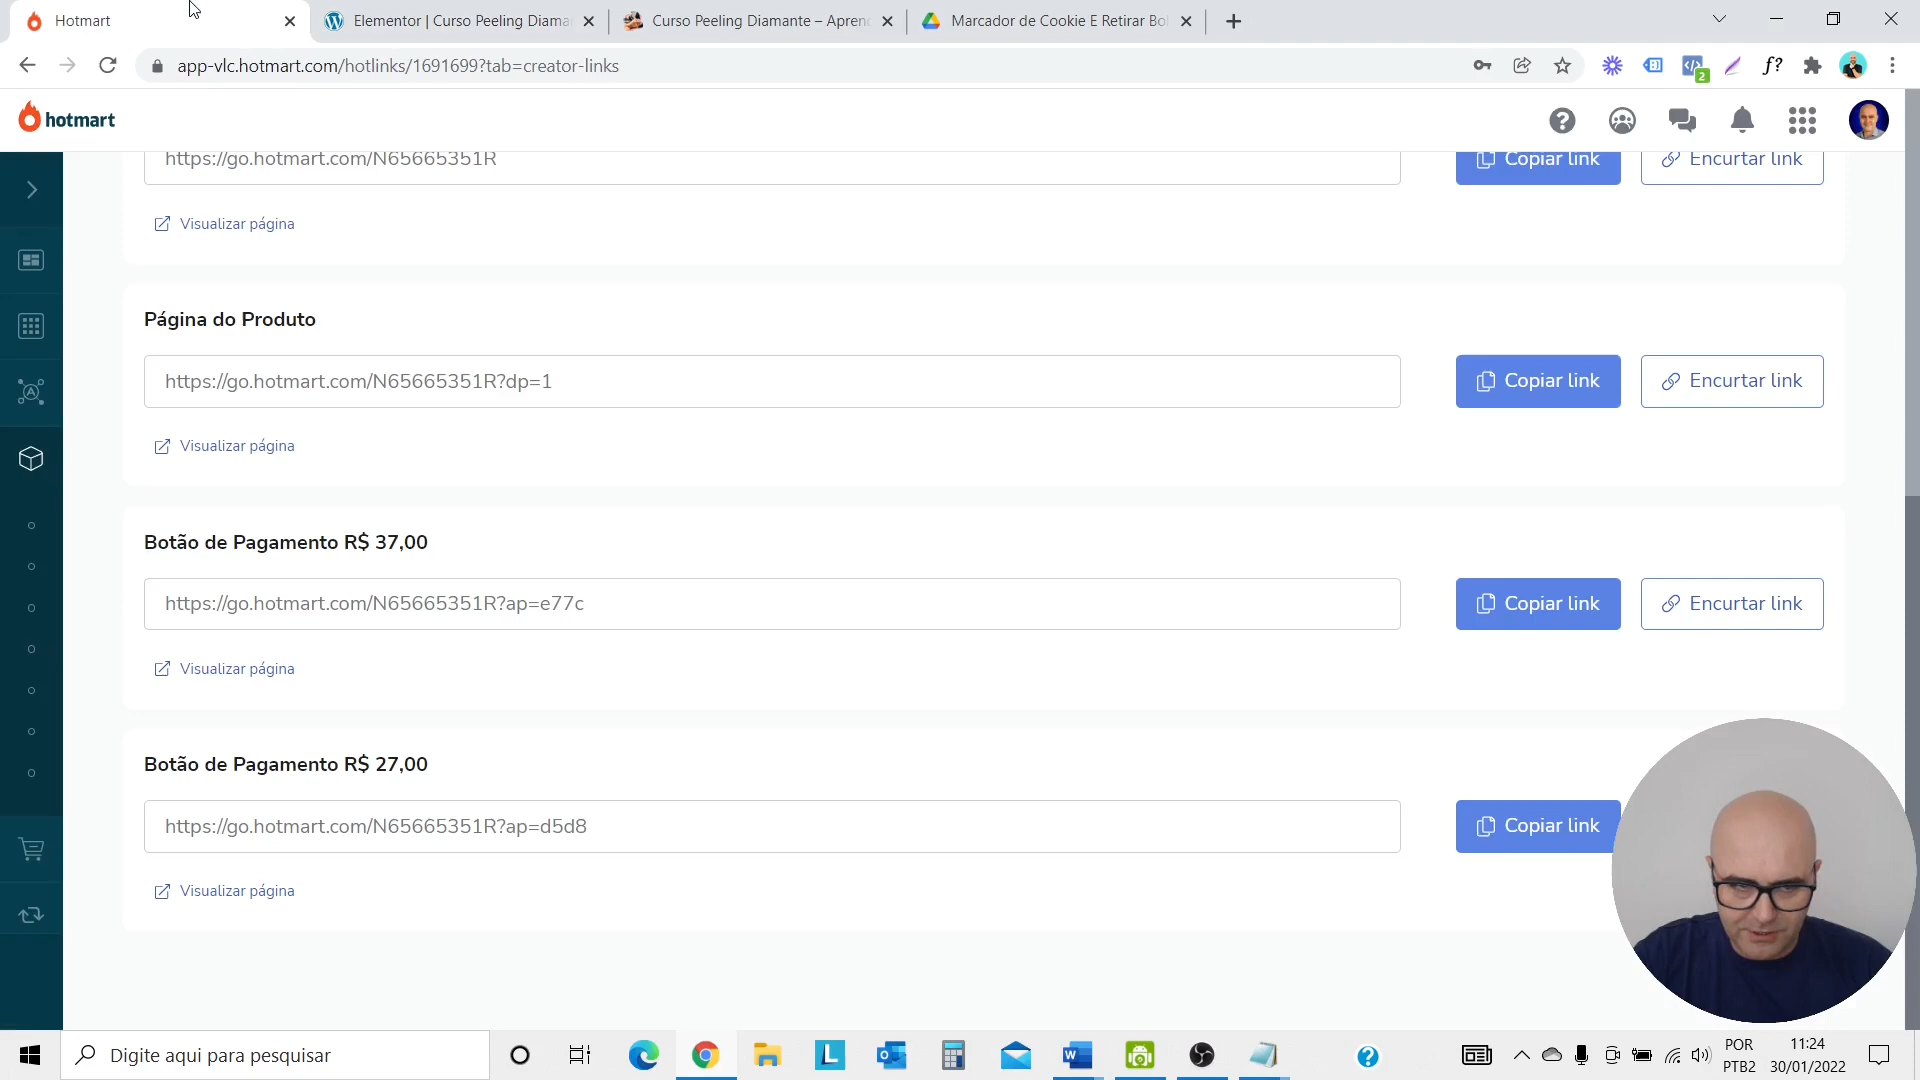 Hotmart
Elementor | Curso Peeling Diama
Curso Peeling Diamante – Apren
Marcador de Cookie E Retirar Bol
app-vlc.hotmart.com/hotlinks/1691699?tab=creator-links
f?
2
hotmart
https://go.hotmart.com/N65665351R
Copiar link
Encurtar link
Visualizar página
Página do Produto
https://go.hotmart.com/N65665351R?dp=1
Copiar link
Encurtar link
Visualizar página
Botão de Pagamento R$ 37,00
https://go.hotmart.com/N65665351R?ap=e77c
Copiar link
Encurtar link
Visualizar página
Botão de Pagamento R$ 27,00
https://go.hotmart.com/N65665351R?ap=d5d8
Copiar link
Visualizar página
Digite aqui para pesquisar
POR
PTB2
11:24
30/01/2022